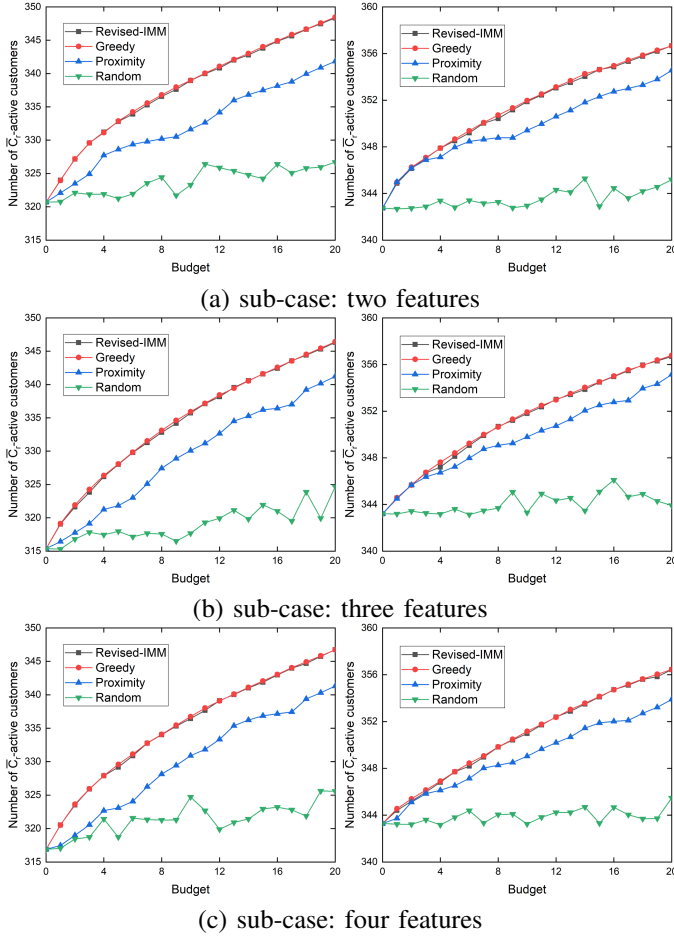 350
345
340
335
330
325
320
315
Number of C̅ᵣ-active customers
Revised-IMM
Greedy
Proximity
Random
0 4 8 12 16 20
Budget
360
356
352
348
344
340
Number of C̅ᵣ-active customers
Revised-IMM
Greedy
Proximity
Random
0 4 8 12 16 20
Budget
(a) sub-case: two features
350
345
340
335
330
325
320
315
Number of C̅ᵣ-active customers
Revised-IMM
Greedy
Proximity
Random
0 4 8 12 16 20
Budget
360
356
352
348
344
340
Number of C̅ᵣ-active customers
Revised-IMM
Greedy
Proximity
Random
0 4 8 12 16 20
Budget
(b) sub-case: three features
350
345
340
335
330
325
320
315
Number of C̅ᵣ-active customers
Revised-IMM
Greedy
Proximity
Random
0 4 8 12 16 20
Budget
360
356
352
348
344
340
Number of C̅ᵣ-active customers
Revised-IMM
Greedy
Proximity
Random
0 4 8 12 16 20
Budget
(c) sub-case: four features